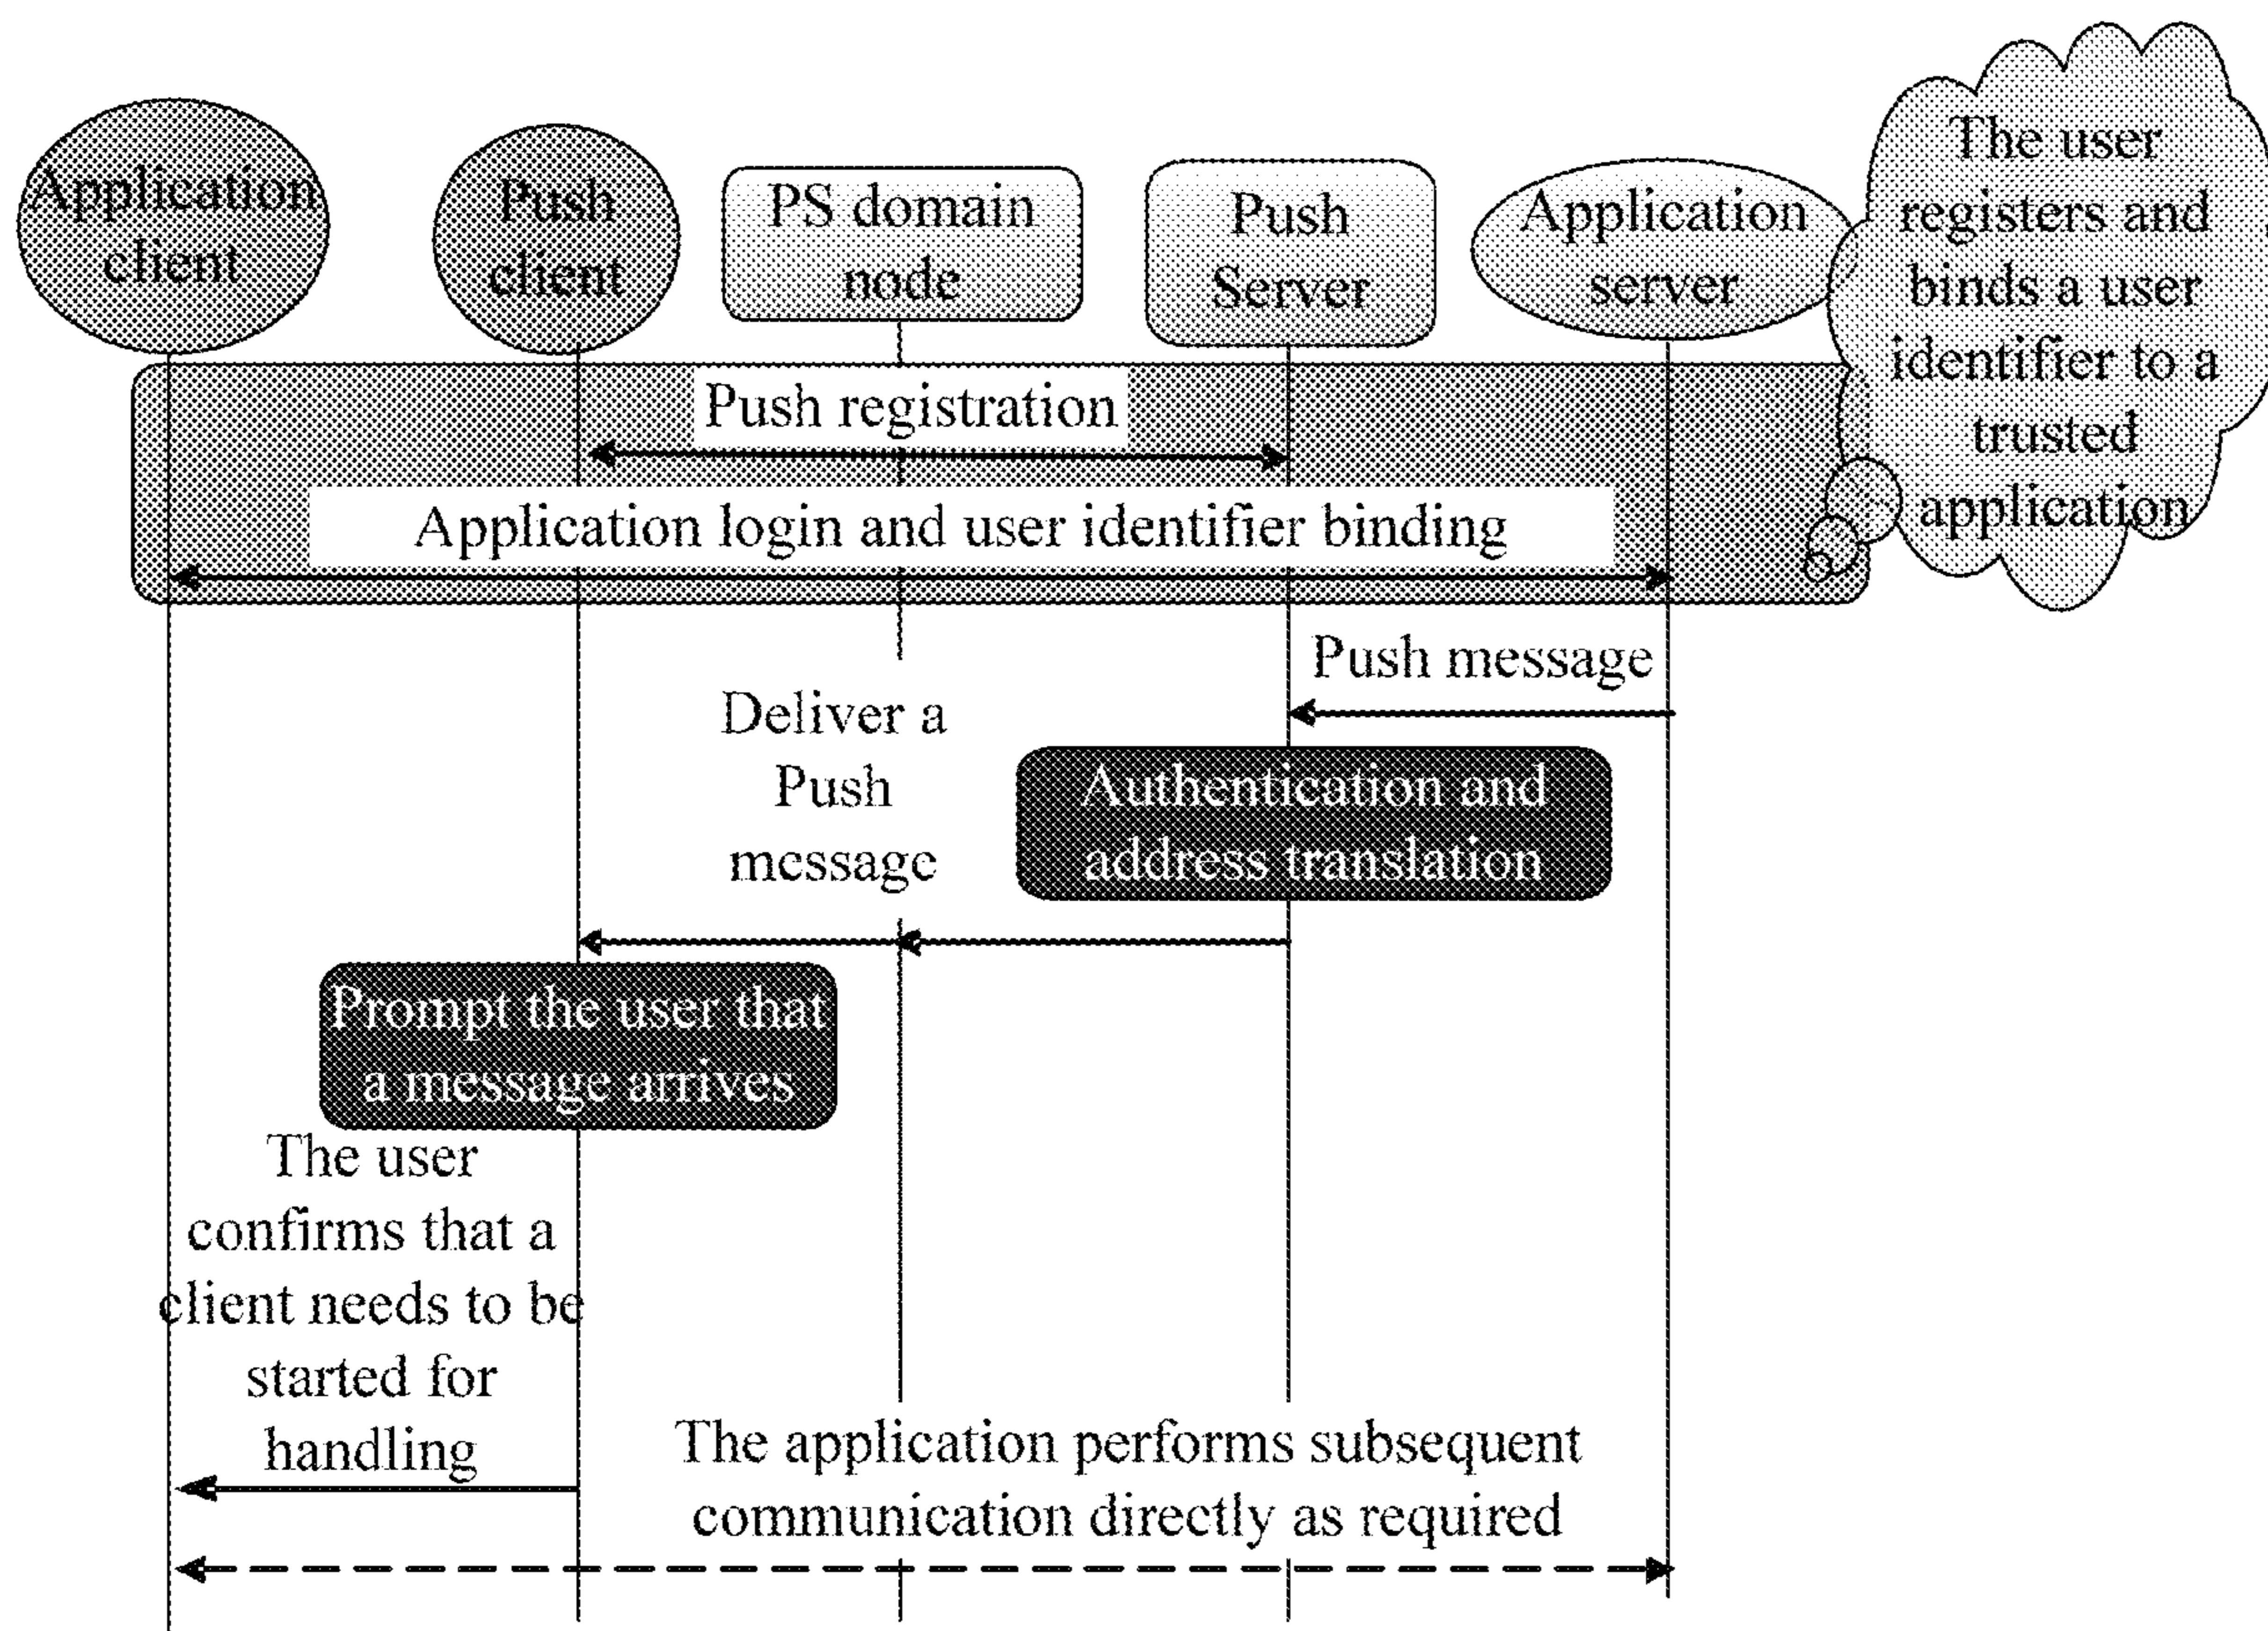 Application
client
Push
client
PS domain
node
Push
Server
Application
server
The user
registers and
binds a user
identifier to a
trusted
application
Push registration
Application login and user identifier binding
Push message
Deliver a
Push
message
Authentication and
address translation
Prompt the user that
a message arrives
The user
confirms that a
client needs to be
started for
handling
The application performs subsequent
communication directly as required